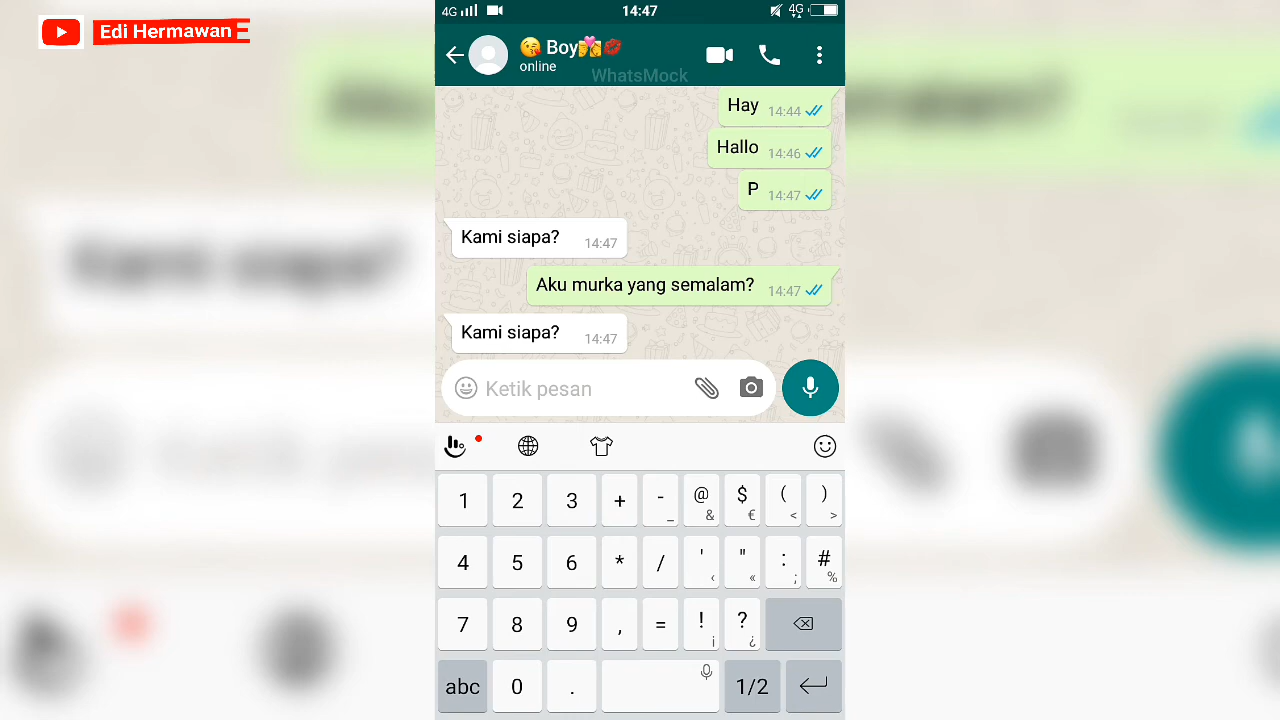 Edi Hermawan
4G 14:47 4G
😘 Boy💏💋
online
WhatsMock
Hay 14:44
Hallo 14:46
P 14:47
Kami siapa? 14:47
Aku murka yang semalam? 14:47
Kami siapa? 14:47
Ketik pesan
1 2 3 + - _ @ & $ € ( < ) >
4 5 6 * / ' ‹ " « : ; # %
7 8 9 , = ! ¡ ? ¿
abc 0 . 1/2